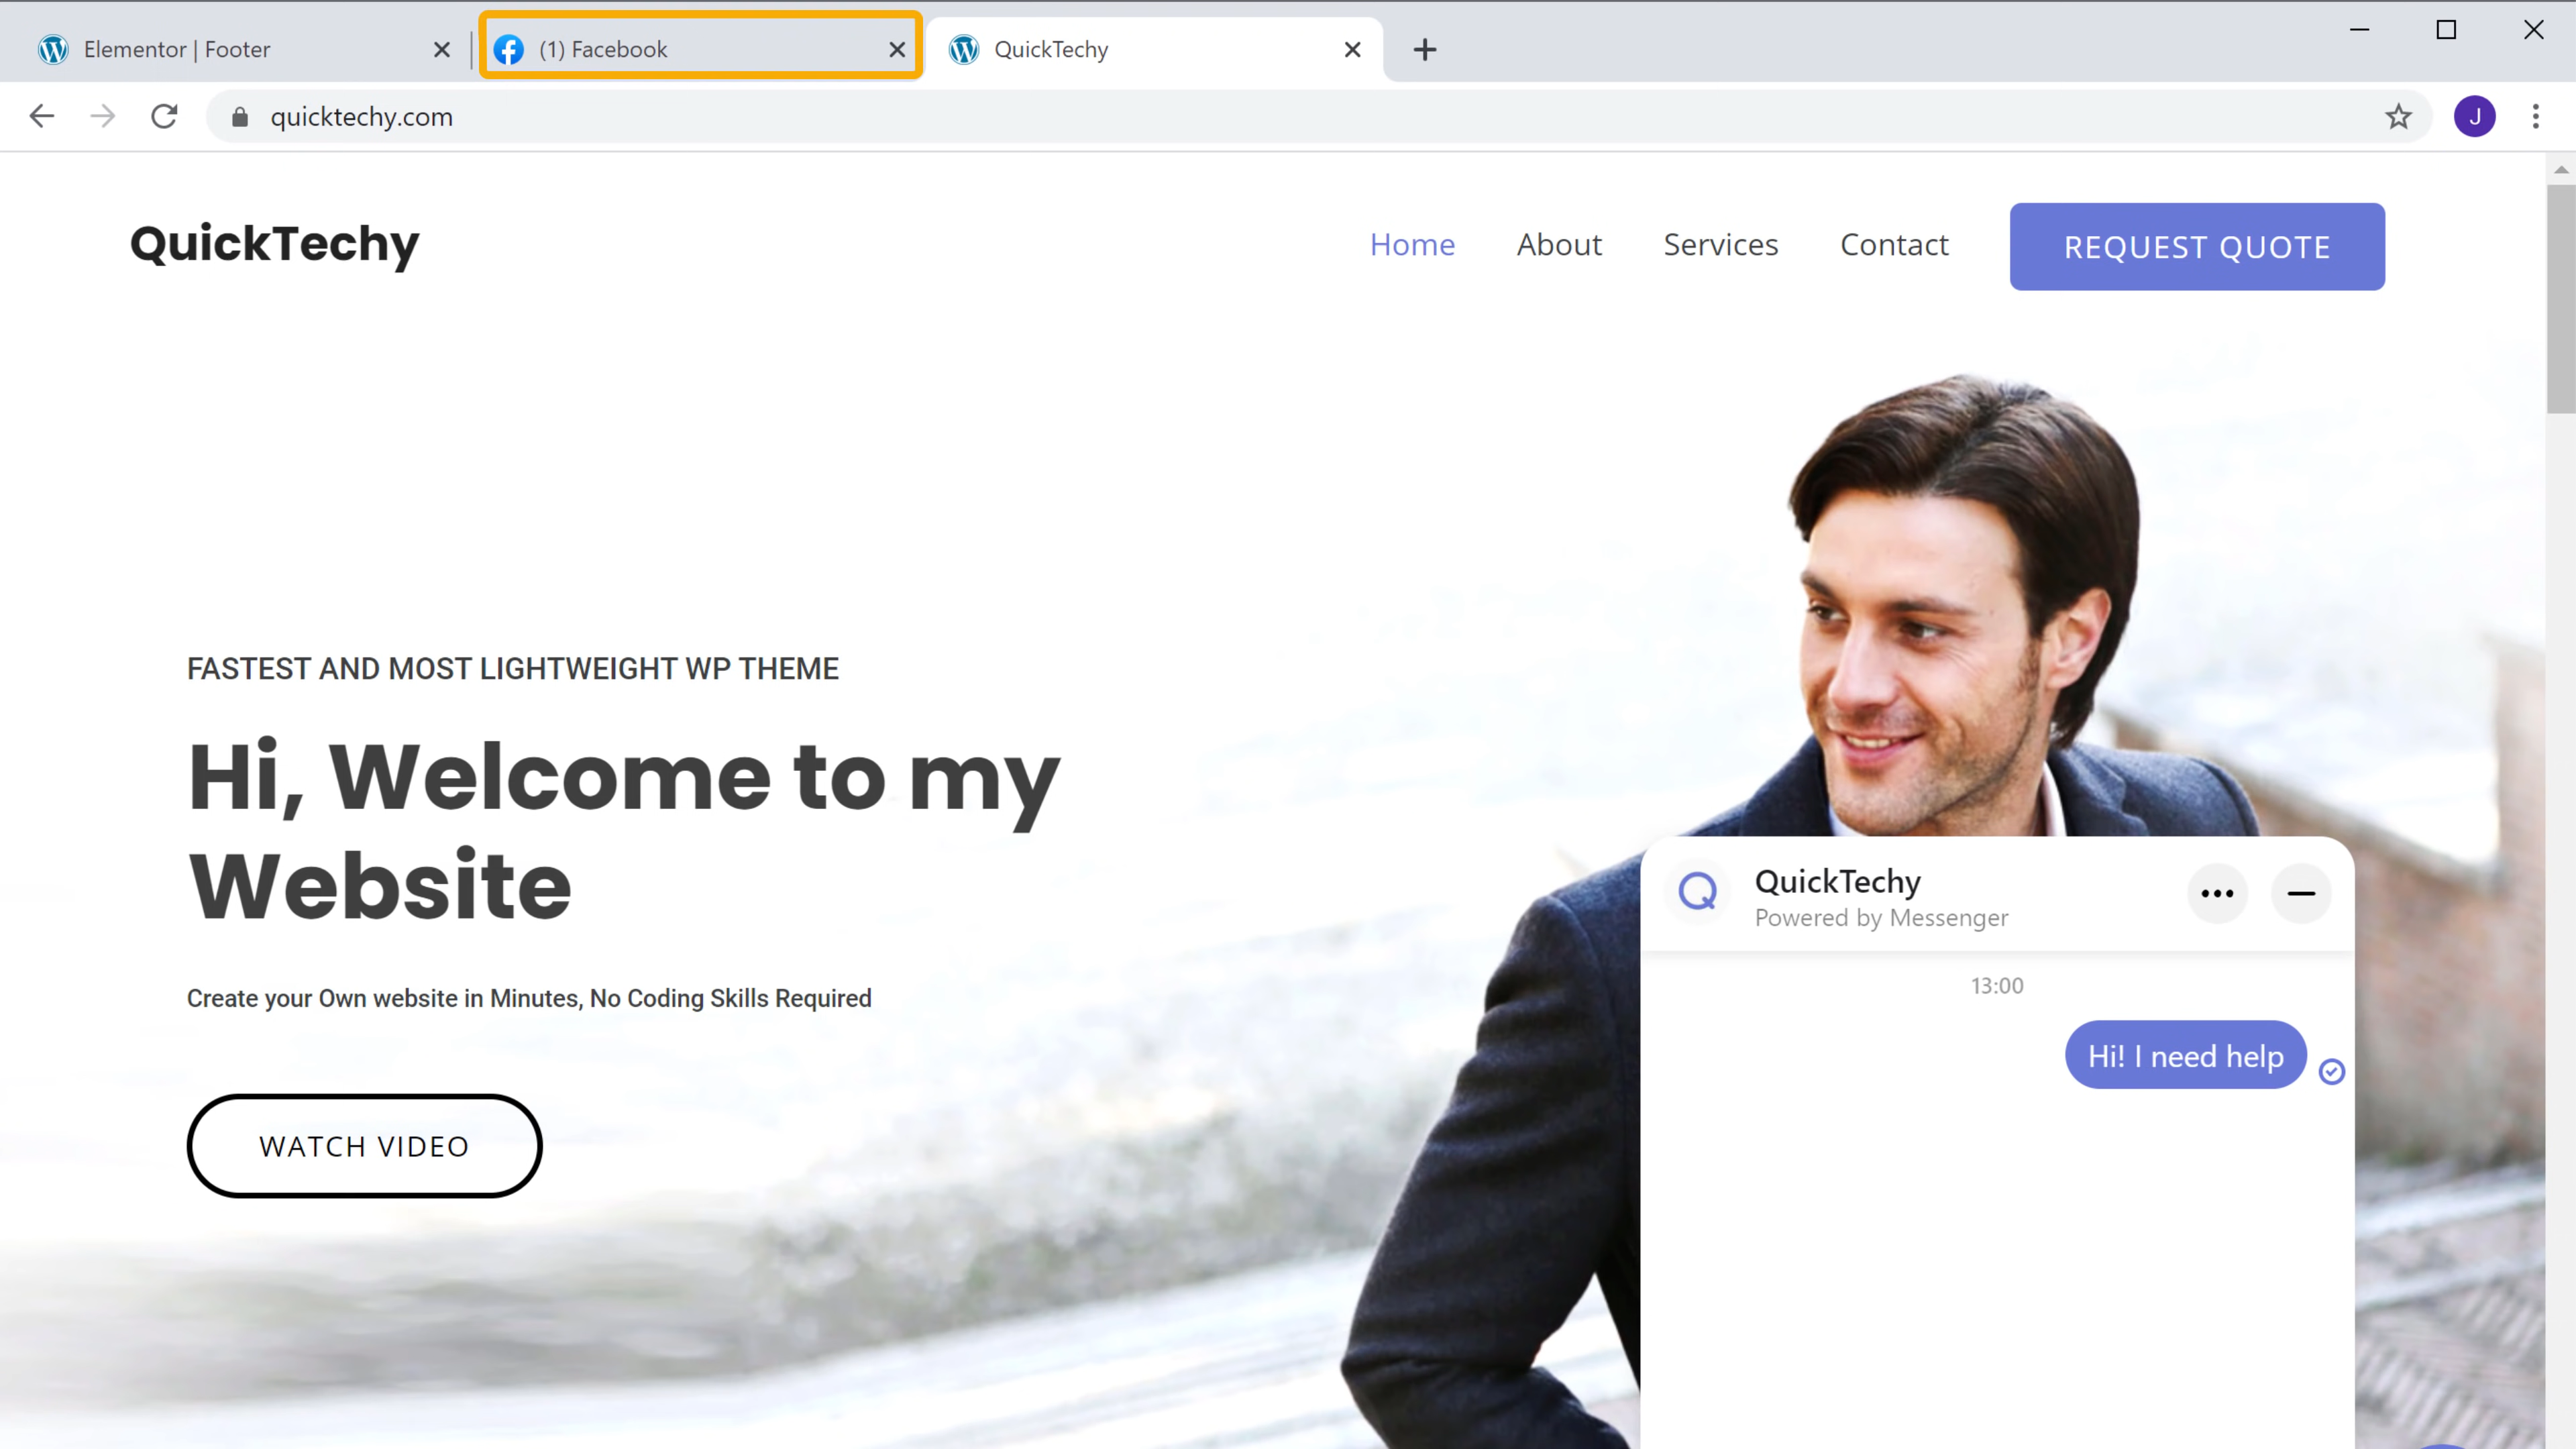 Elementor | Footer
(1) Facebook
QuickTechy
quicktechy.com
J
QuickTechy
Home
About
Services
Contact
REQUEST QUOTE
FASTEST AND MOST LIGHTWEIGHT WP THEME
Hi, Welcome to my
Website
Create your Own website in Minutes, No Coding Skills Required
WATCH VIDEO
Q
QuickTechy
Powered by Messenger
13:00
Hi! I need help